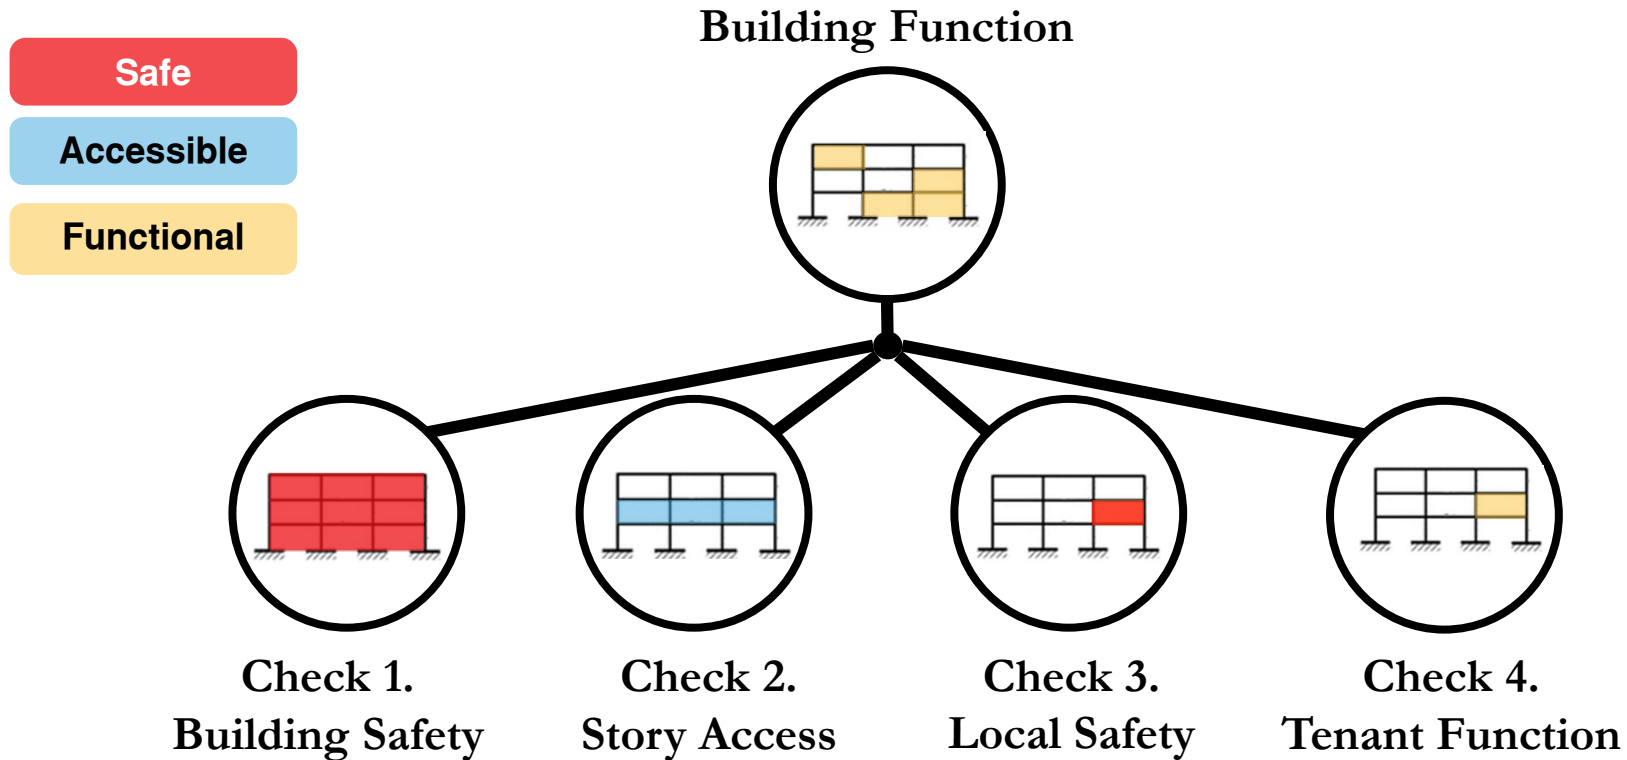 Building Function
Safe
Accessible
Functional
Check 1.
Building Safety
Check 2.
Story Access
Check 3.
Local Safety
Check 4.
Tenant Function